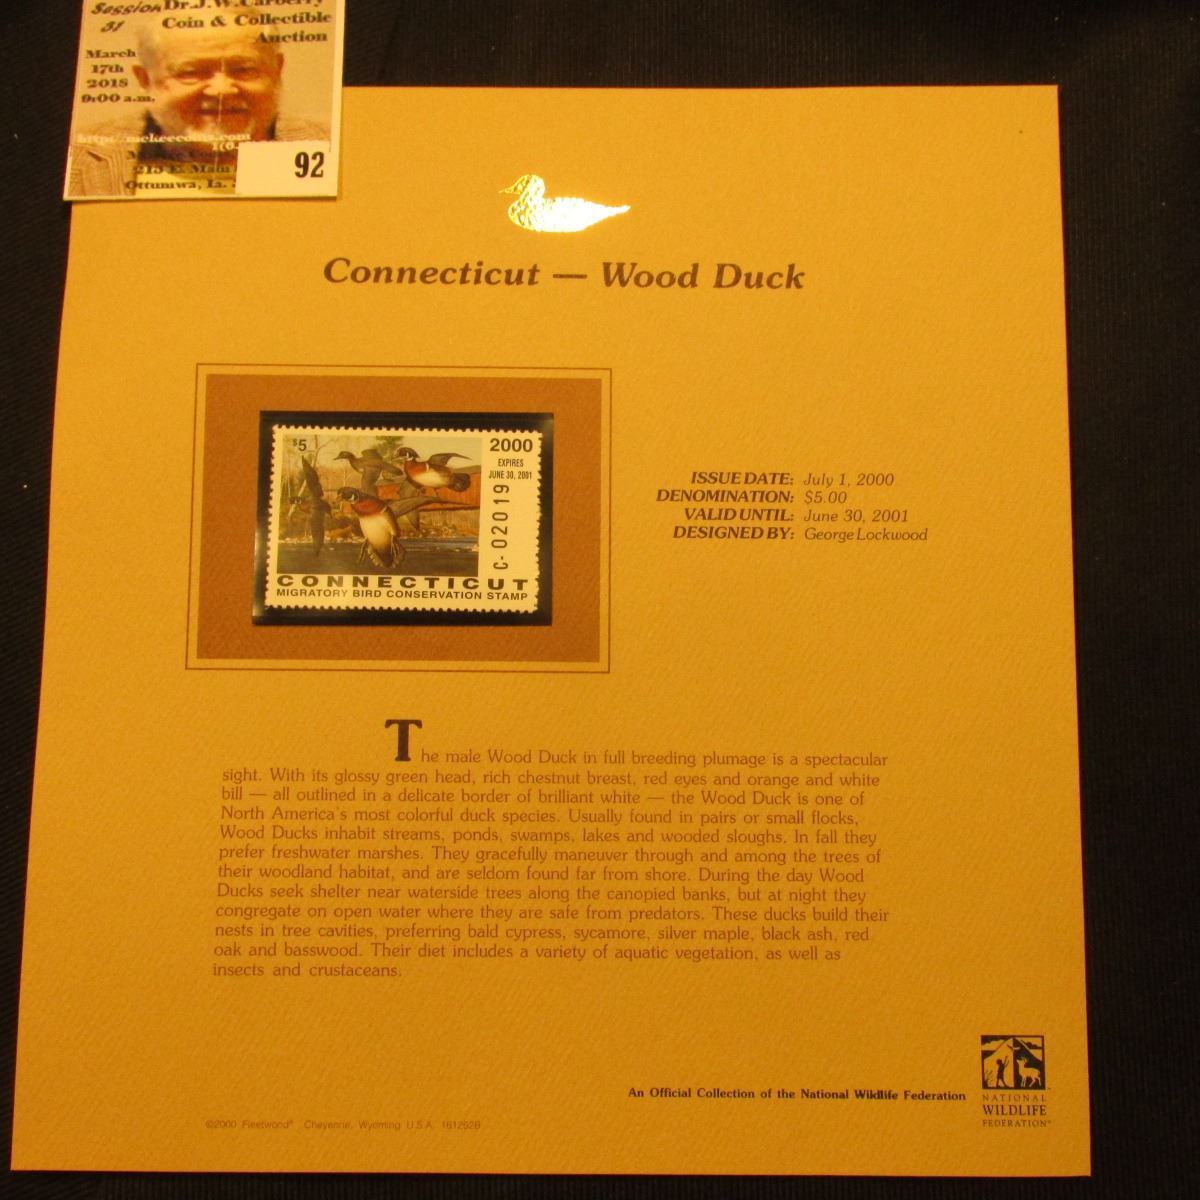 Session Dr. J. W. Carberry
31 Coin & Collectible
Auction
March
17th
2018
9:00 a.m.
http://mckeecoins.com
1(6
215 E. Main
Ottumwa, Ia.
92
Connecticut — Wood Duck
$5
2000
EXPIRES
JUNE 30, 2001
C- 02019
CONNECTICUT
MIGRATORY BIRD CONSERVATION STAMP
ISSUE DATE: July 1, 2000
DENOMINATION: $5.00
VALID UNTIL: June 30, 2001
DESIGNED BY: George Lockwood
The male Wood Duck in full breeding plumage is a spectacular
sight. With its glossy green head, rich chestnut breast, red eyes and orange and white
bill — all outlined in a delicate border of brilliant white — the Wood Duck is one of
North America's most colorful duck species. Usually found in pairs or small flocks,
Wood Ducks inhabit streams, ponds, swamps, lakes and wooded sloughs. In fall they
prefer freshwater marshes. They gracefully maneuver through and among the trees of
their woodland habitat, and are seldom found far from shore. During the day Wood
Ducks seek shelter near waterside trees along the canopied banks, but at night they
congregate on open water where they are safe from predators. These ducks build their
nests in tree cavities, preferring bald cypress, sycamore, silver maple, black ash, red
oak and basswood. Their diet includes a variety of aquatic vegetation, as well as
insects and crustaceans.
An Official Collection of the National Wildlife Federation
NATIONAL
WILDLIFE
FEDERATION®
©2000 Fleetwood® Cheyenne, Wyoming U.S.A. 1612626